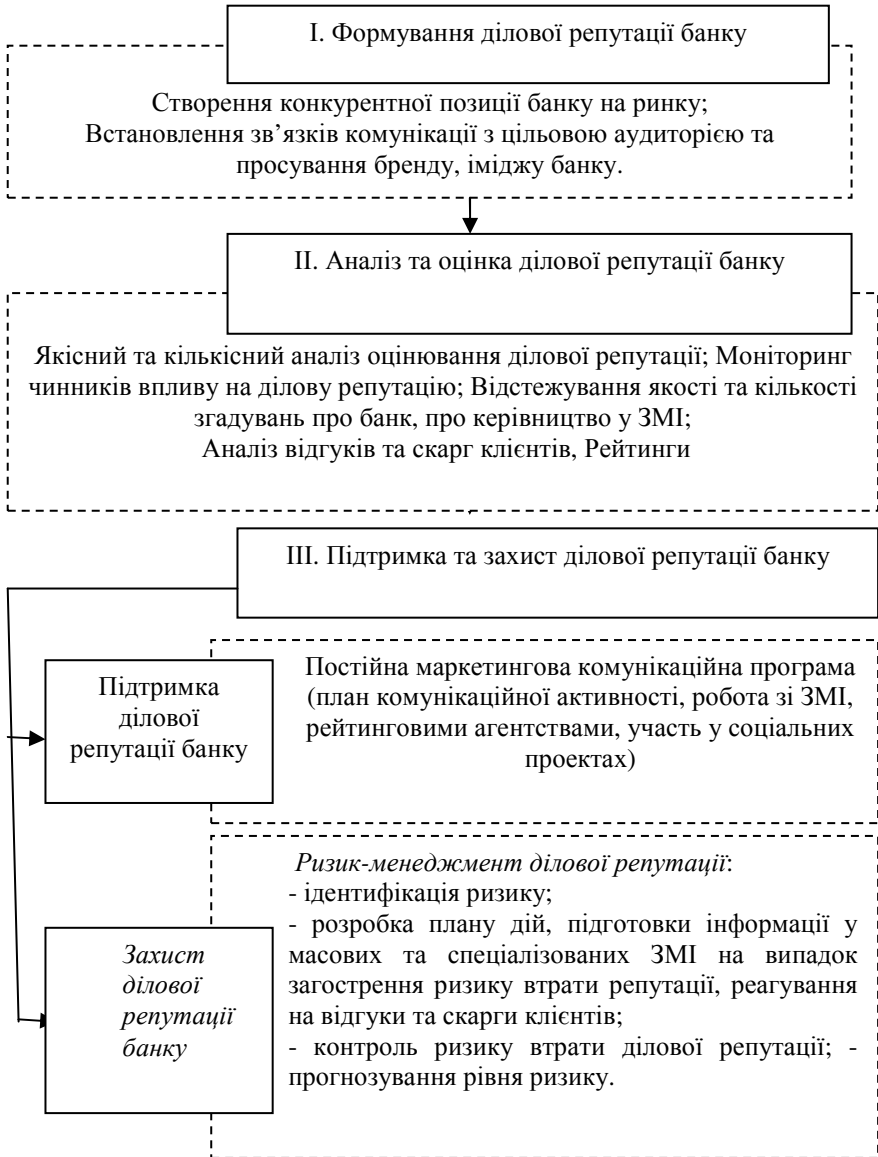 I. Формування ділової репутації банку
Створення конкурентної позиції банку на ринку;
Встановлення зв’язків комунікації з цільовою аудиторією та
просування бренду, іміджу банку.
II. Аналіз та оцінка ділової репутації банку
Якісний та кількісний аналіз оцінювання ділової репутації; Моніторинг
чинників впливу на ділову репутацію; Відстежування якості та кількості
згадувань про банк, про керівництво у ЗМІ;
Аналіз відгуків та скарг клієнтів, Рейтинги
III. Підтримка та захист ділової репутації банку
Підтримка
ділової
репутації банку
Постійна маркетингова комунікаційна програма
(план комунікаційної активності, робота зі ЗМІ,
рейтинговими агентствами, участь у соціальних
проектах)
Захист
ділової
репутації
банку
Ризик-менеджмент ділової репутації:
- ідентифікація ризику;
- розробка плану дій, підготовки інформації у
масових та спеціалізованих ЗМІ на випадок
загострення ризику втрати репутації, реагування
на відгуки та скарги клієнтів;
- контроль ризику втрати ділової репутації; -
прогнозування рівня ризику.